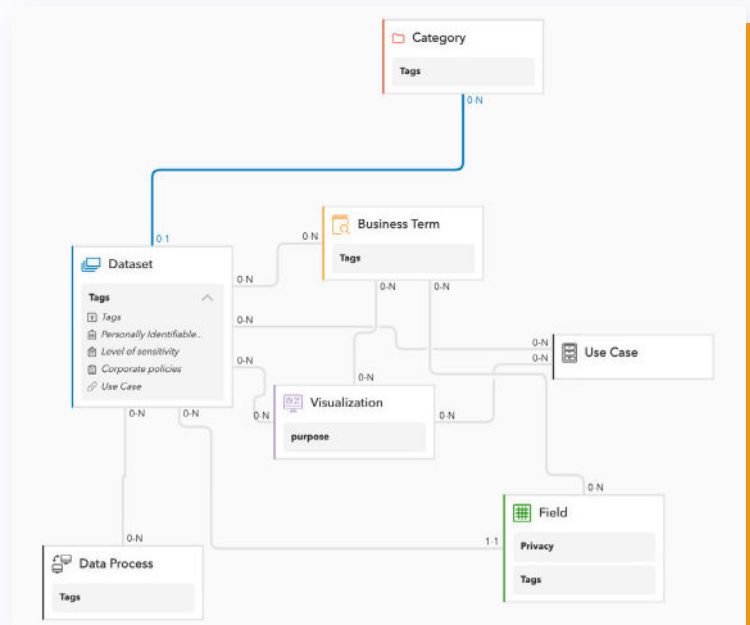 Category
Tags
0-N
0-1
Business Term
Tags
0-N
0-N
0-N
Dataset
Tags
Tags
Personally Identifiable...
Level of sensitivity
Corporate policies
Use Case
0-N
0-N
0-N
0-N
0-N
Use Case
0-N
0-N
Visualization
purpose
0-N
0-N
0-N
Field
Privacy
Tags
0-N
1-1
Data Process
Tags
0-N